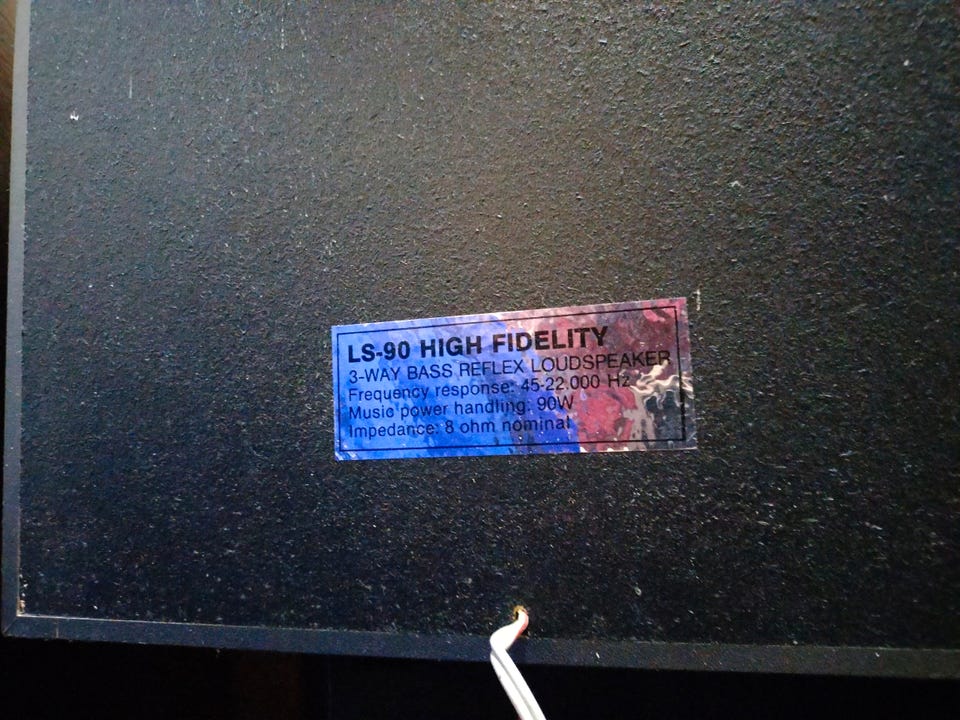 LS-90 HIGH FIDELITY
3-WAY BASS REFLEX LOUDSPEAKER
Frequency response: 45-22.000 Hz
Music power handling: 90W
Impedance: 8 ohm nominal